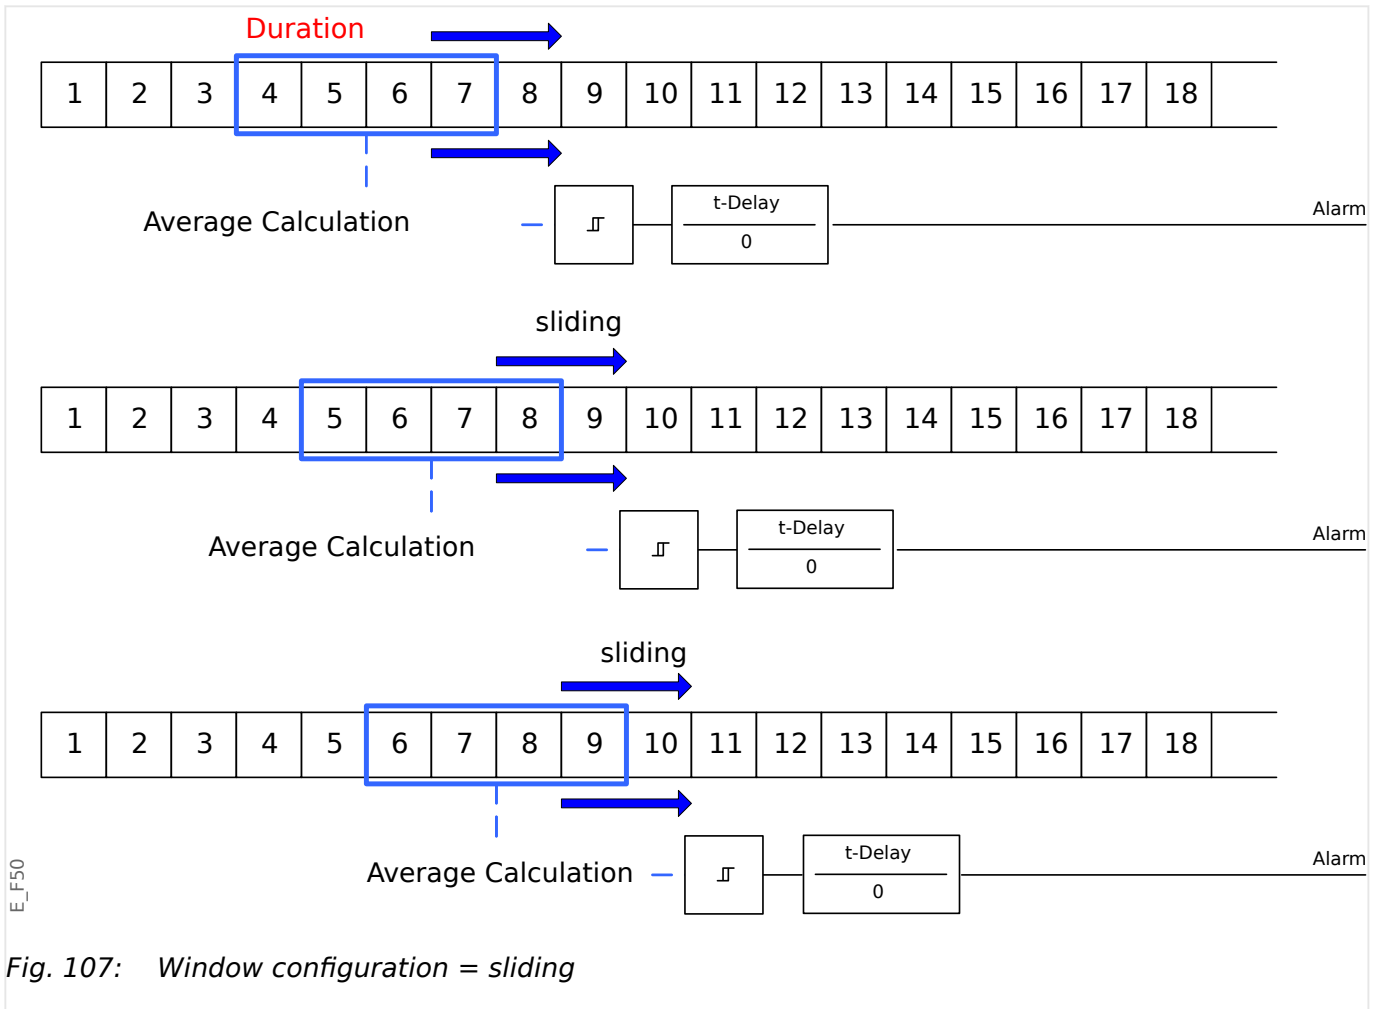 Duration
1 2 3 4 5 6 7 8 9 10 11 12 13 14 15 16 17 18
Average Calculation
t-Delay
0
Alarm
sliding
1 2 3 4 5 6 7 8 9 10 11 12 13 14 15 16 17 18
Average Calculation
t-Delay
0
Alarm
sliding
1 2 3 4 5 6 7 8 9 10 11 12 13 14 15 16 17 18
Average Calculation
t-Delay
0
Alarm
E_F50
Fig. 107: Window configuration = sliding